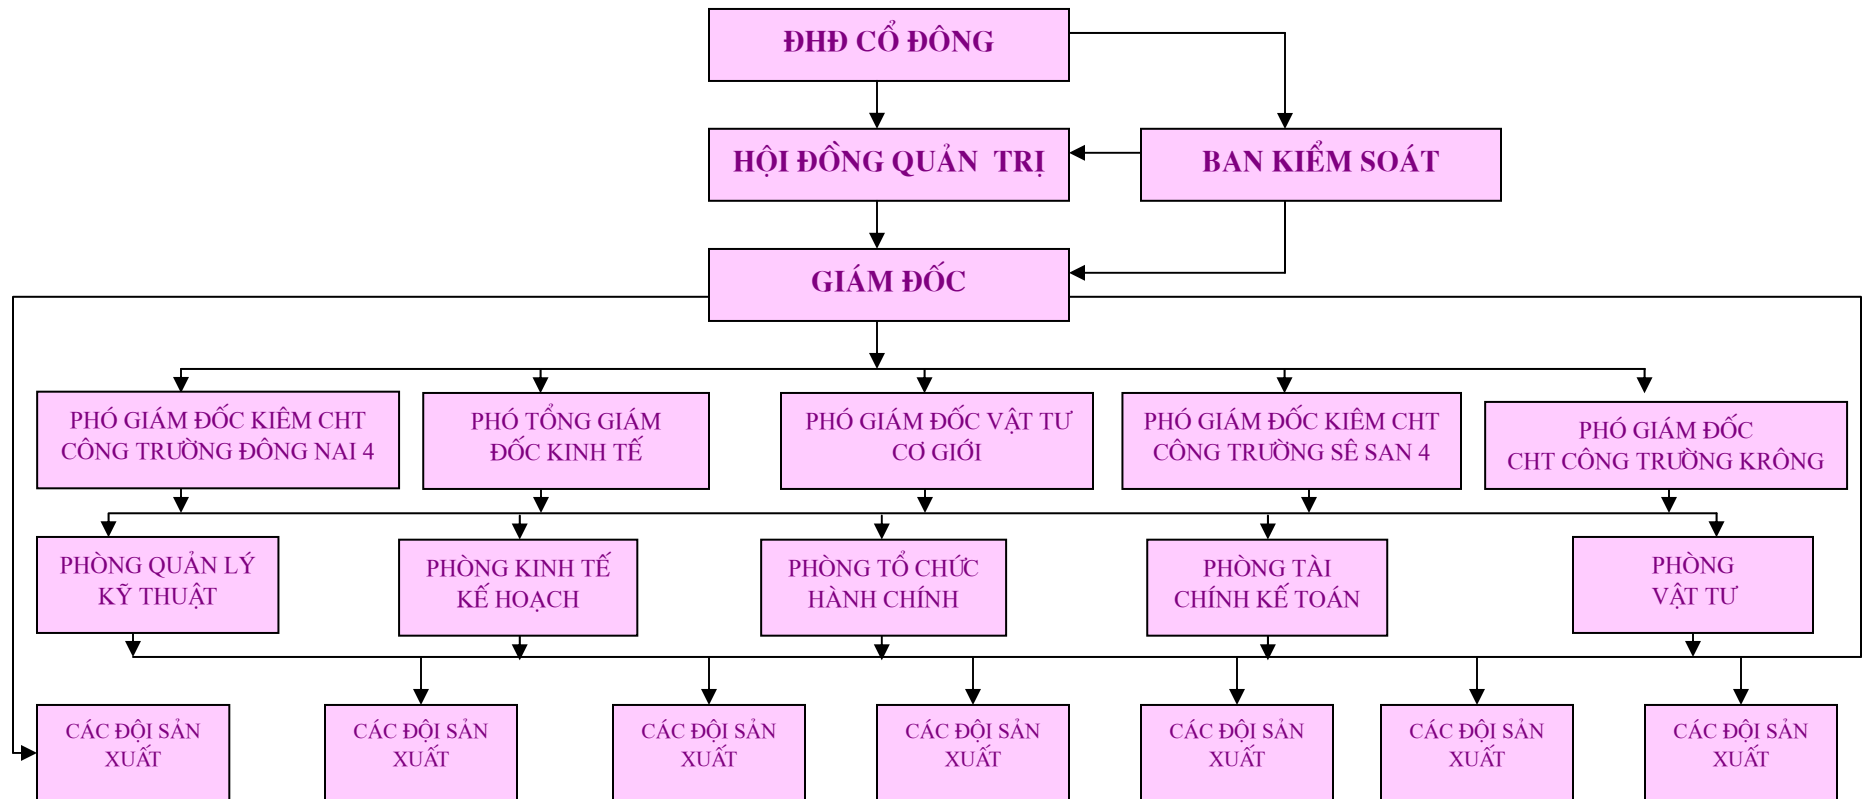 ĐHĐ CỔ ĐÔNG
HỘI ĐỒNG QUẢN TRỊ
BAN KIỂM SOÁT
GIÁM ĐỐC
PHÓ GIÁM ĐỐC KIÊM CHT
CÔNG TRƯỜNG ĐÔNG NAI 4
PHÓ TỔNG GIÁM
ĐỐC KINH TẾ
PHÓ GIÁM ĐỐC VẬT TƯ
CƠ GIỚI
PHÓ GIÁM ĐỐC KIÊM CHT
CÔNG TRƯỜNG SÊ SAN 4
PHÓ GIÁM ĐỐC
CHT CÔNG TRƯỜNG KRÔNG
PHÒNG QUẢN LÝ
KỸ THUẬT
PHÒNG KINH TẾ
KẾ HOẠCH
PHÒNG TỔ CHỨC
HÀNH CHÍNH
PHÒNG TÀI
CHÍNH KẾ TOÁN
PHÒNG
VẬT TƯ
CÁC ĐỘI SẢN
XUẤT
CÁC ĐỘI SẢN
XUẤT
CÁC ĐỘI SẢN
XUẤT
CÁC ĐỘI SẢN
XUẤT
CÁC ĐỘI SẢN
XUẤT
CÁC ĐỘI SẢN
XUẤT
CÁC ĐỘI SẢN
XUẤT